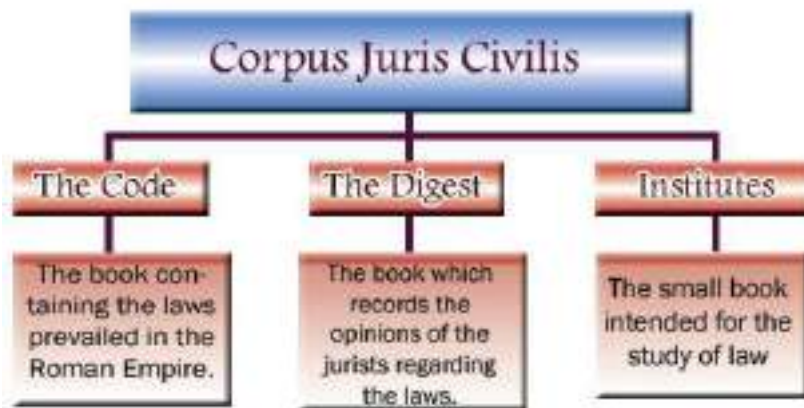 Corpus Juris Civilis
The Code
The book con-
taining the laws
prevailed in the
Roman Empire.
The Digest
The book which
records the
opinions of the
jurists regarding
the laws.
Institutes
The small book
intended for the
study of law